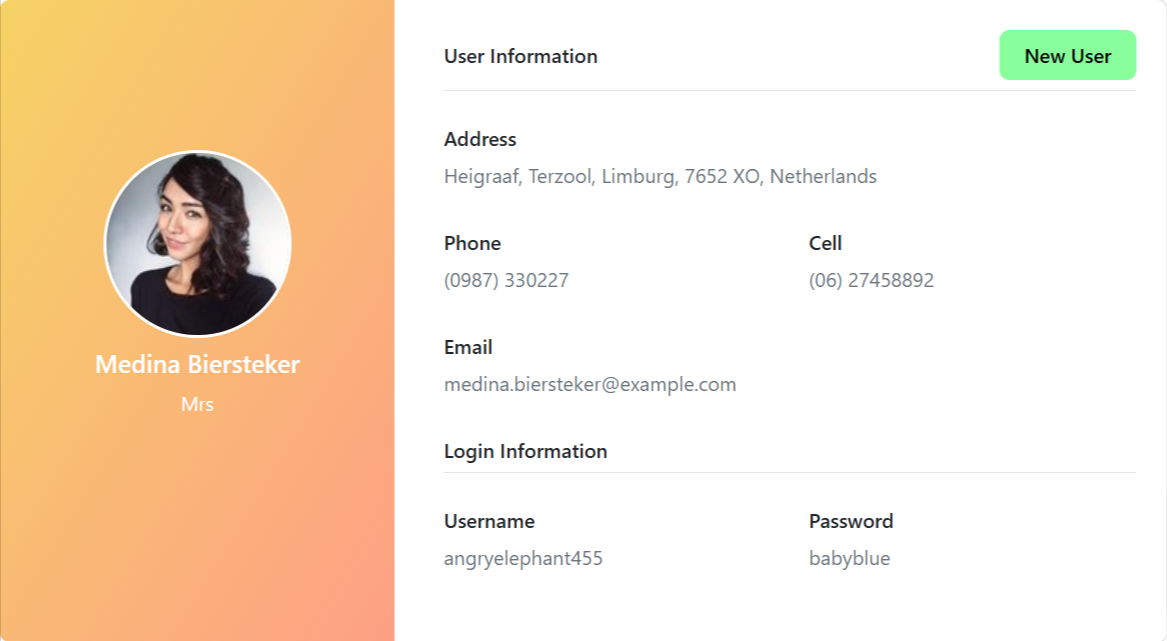 User Information
New User
Address
Heigraaf, Terzool, Limburg, 7652 XO, Netherlands
Phone
Cell
(0987) 330227
(06) 27458892
Email
medina.biersteker@example.com
Medina Biersteker
Mrs
Login Information
Username
Password
angryelephant455
babyblue